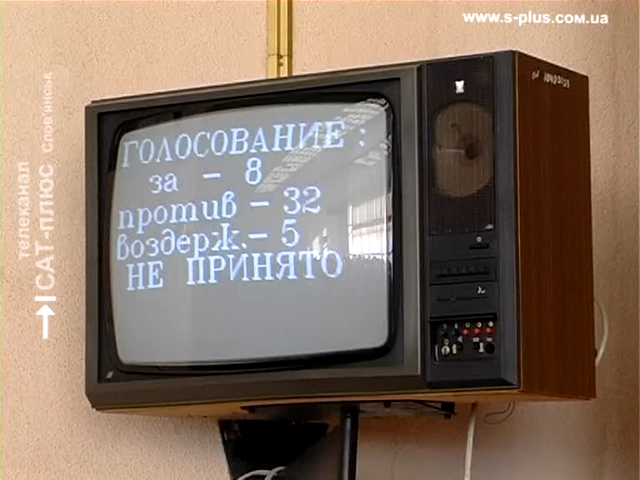 www.s-plus.com.ua
телеканал
САТ-ПЛЮС Слов'янськ
ГОЛОСОВАНИЕ :
за - 8
против - 32
воздерж.- 5
НЕ ПРИНЯТО